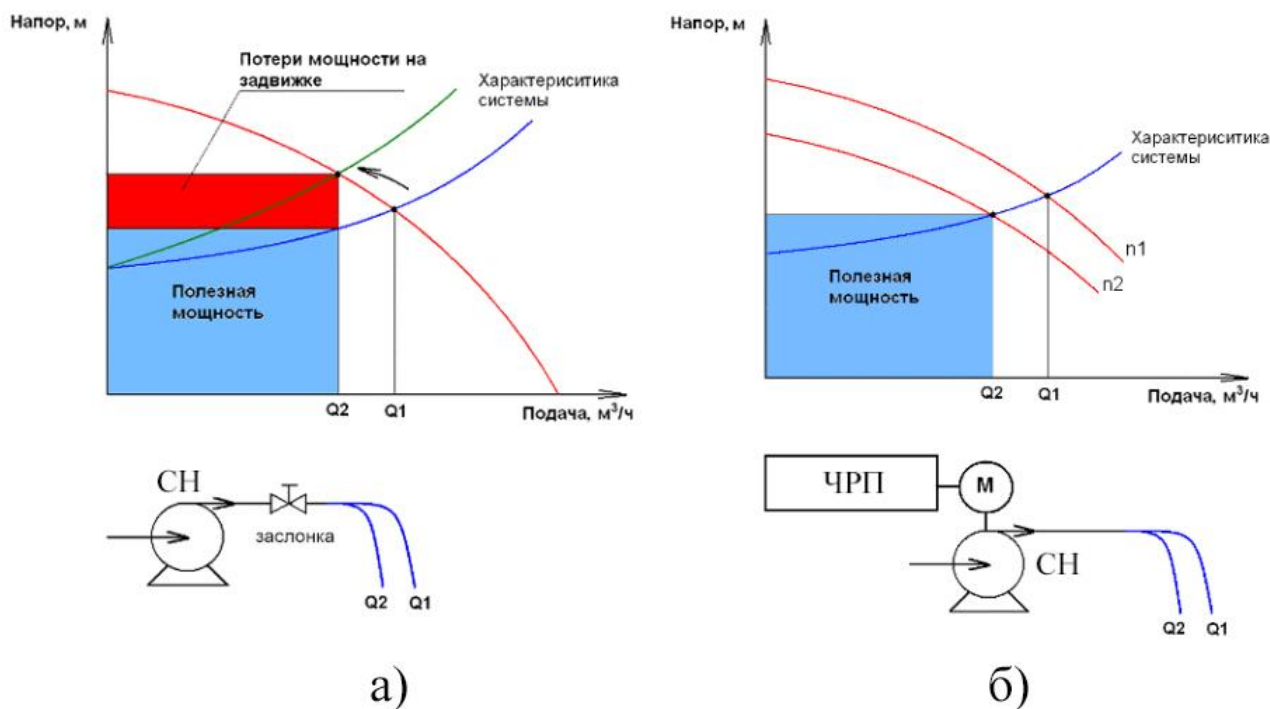 Напор, м
Потери мощности на
задвижке
Характериситика
системы
Полезная
мощность
Q2
Q1
Подача, м³/ч
СН
заслонка
Q2
Q1
а)
Напор, м
Характериситика
системы
n1
n2
Полезная
мощность
Q2
Q1
Подача, м³/ч
ЧРП
М
СН
Q2
Q1
б)